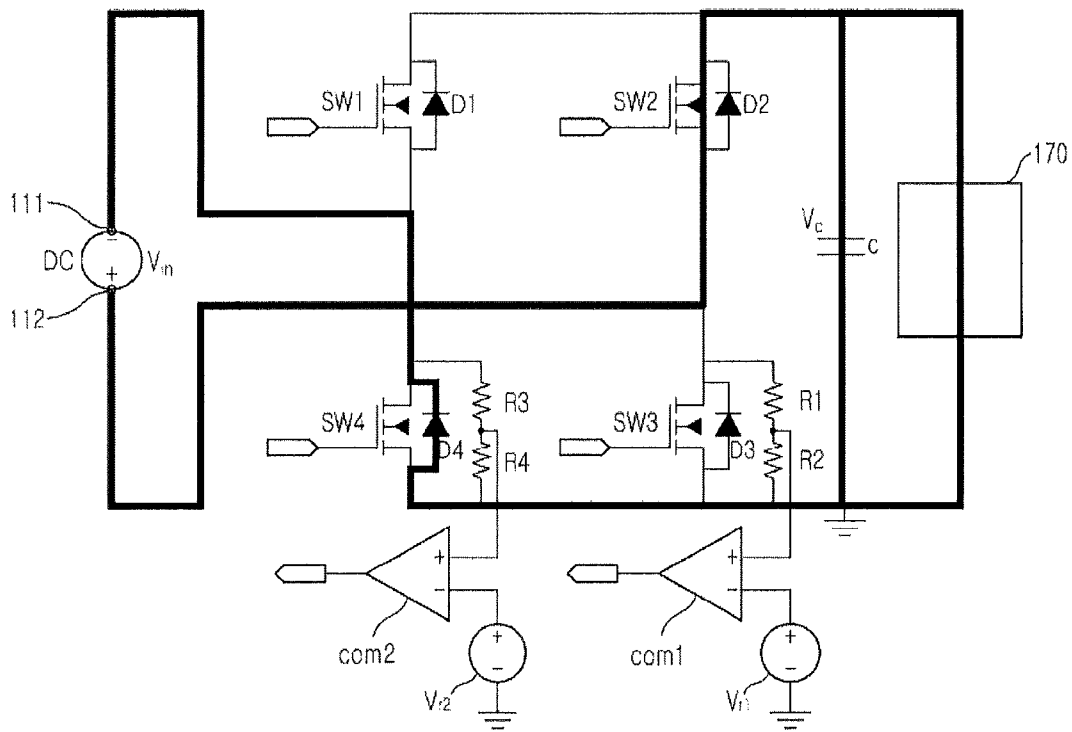 SW1
D1
SW2
D2
170
111
DC
−
+
Vin
112
Vc
C
SW4
D4
R3
R4
SW3
D3
R1
R2
+
−
com2
+
−
Vr2
+
−
com1
+
−
Vr1